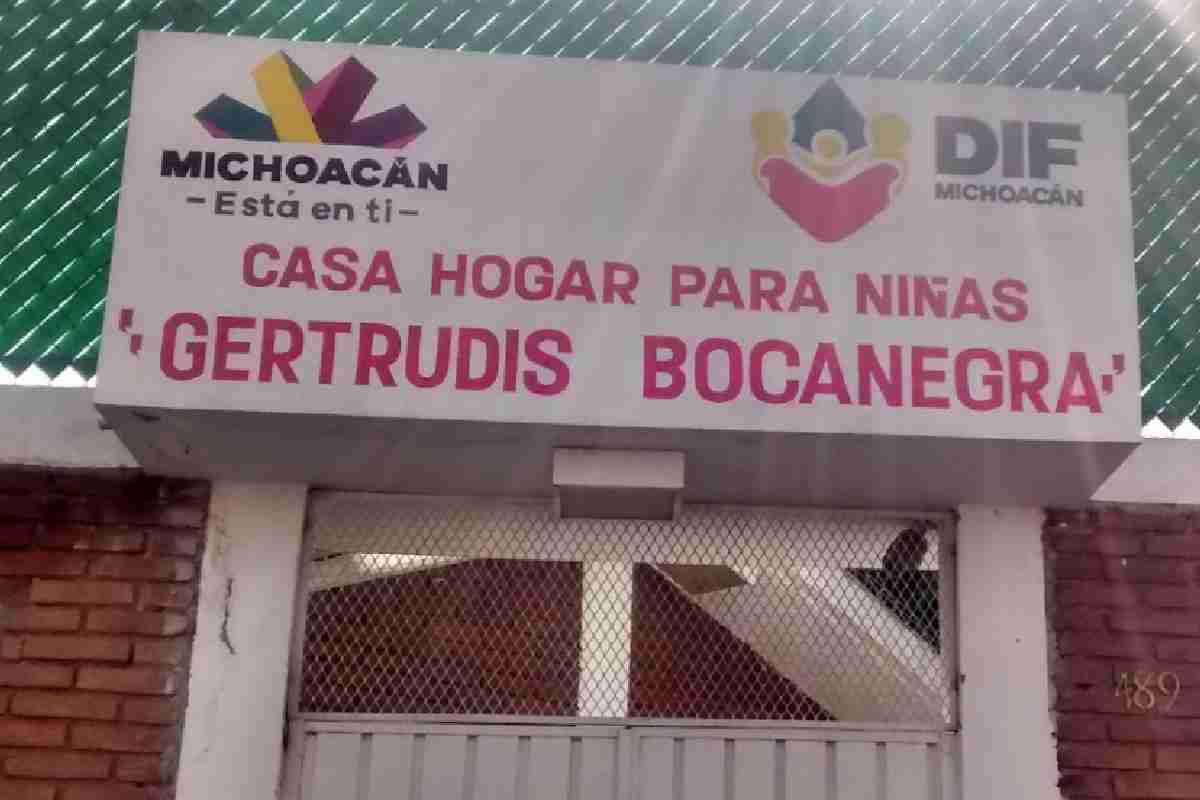 MICHOACÁN
-Está en ti-
DIF
MICHOACÁN
CASA HOGAR PARA NIÑAS
"GERTRUDIS BOCANEGRA"
489